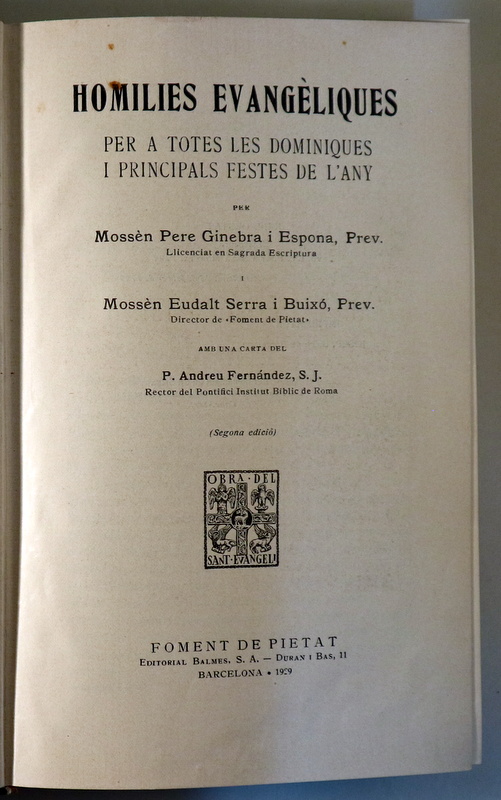 HOMILIES EVANGÈLIQUES
PER A TOTES LES DOMINIQUES
I PRINCIPALS FESTES DE L'ANY
PER
Mossèn Pere Ginebra i Espona, Prev.
Llicenciat en Sagrada Escriptura
I
Mossèn Eudalt Serra i Buixó, Prev.
Director de «Foment de Pietat»
AMB UNA CARTA DEL
P. Andreu Fernández, S. J.
Rector del Pontifici Institut Bíblic de Roma
(Segona edició)
OBRA · DEL
SANT · EVANGELI
FOMENT DE PIETAT
EDITORIAL BALMES, S. A. — DURAN I BAS, 11
BARCELONA • 1929